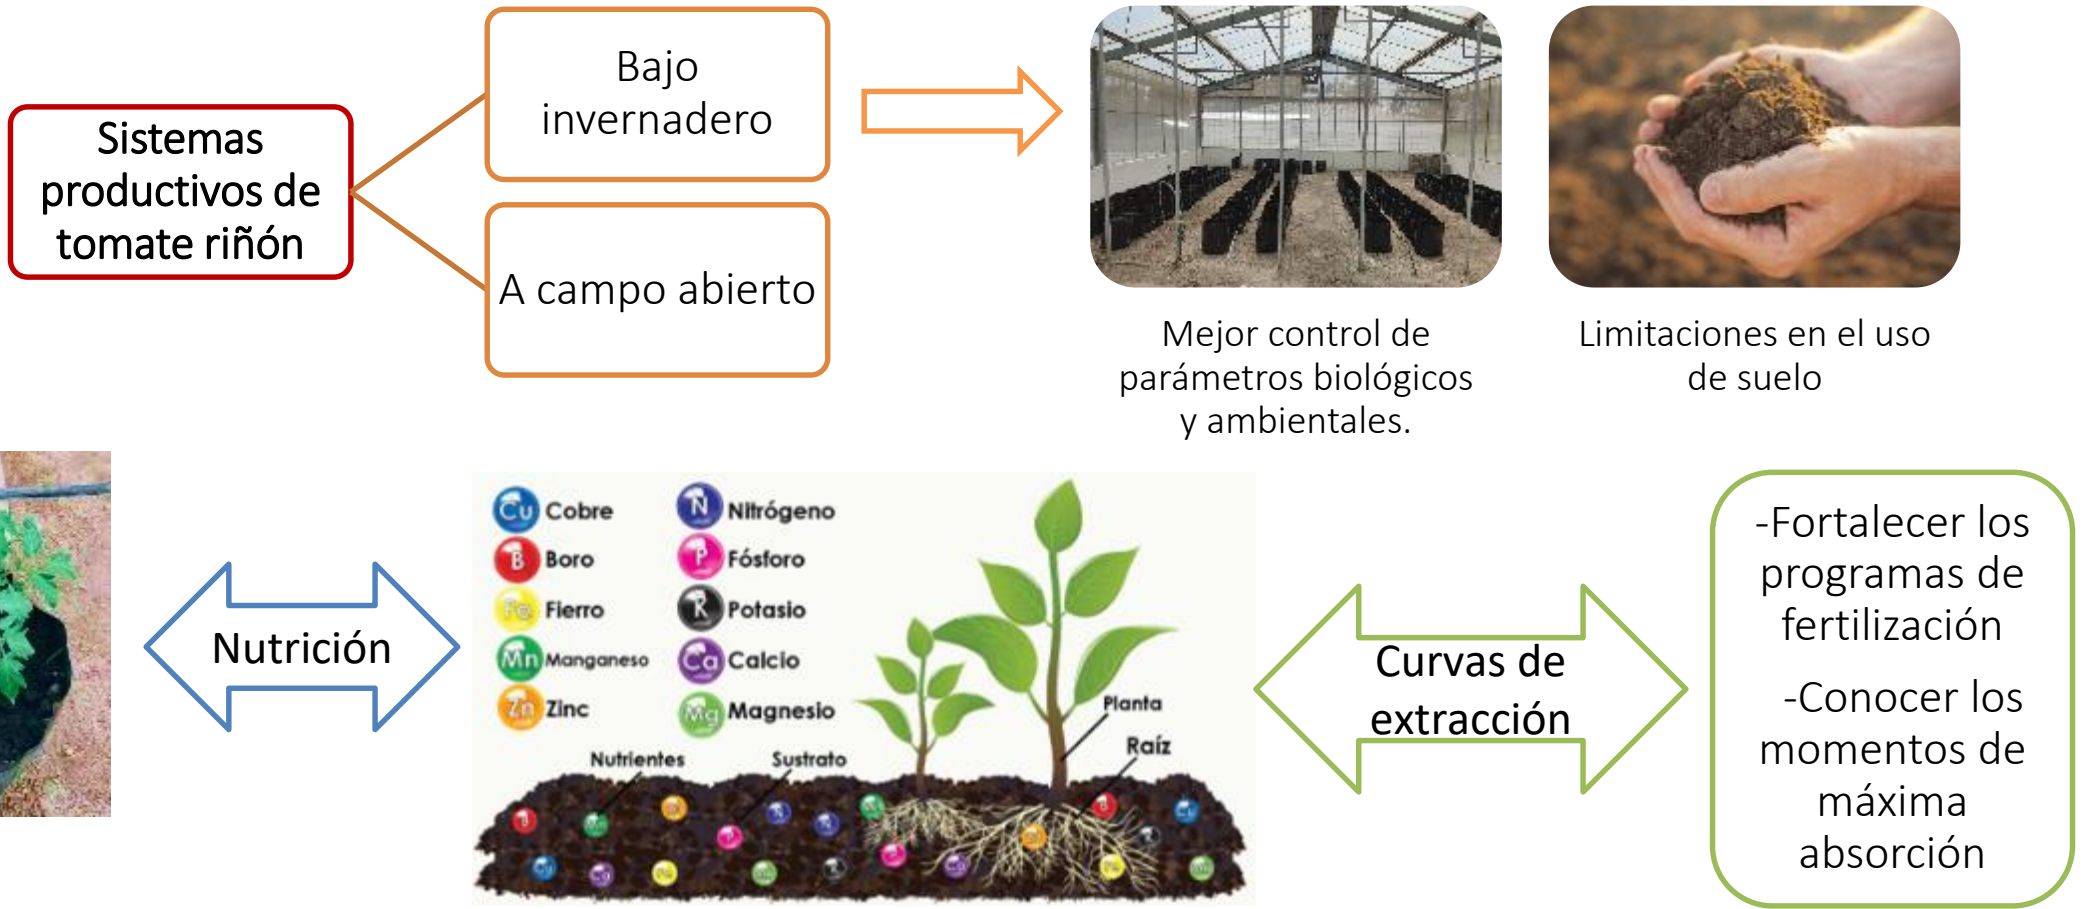 Sistemas
productivos de
tomate riñón
Bajo
invernadero
A campo abierto
Mejor control de
parámetros biológicos
y ambientales.
Limitaciones en el uso
de suelo
Nutrición
Cu Cobre
B Boro
Fe Fierro
Mn Manganeso
Zn Zinc
N Nitrógeno
P Fósforo
K Potasio
Ca Calcio
Mg Magnesio
Nutrientes
Sustrato
Planta
Raíz
Curvas de
extracción
-Fortalecer los
programas de
fertilización
-Conocer los
momentos de
máxima
absorción